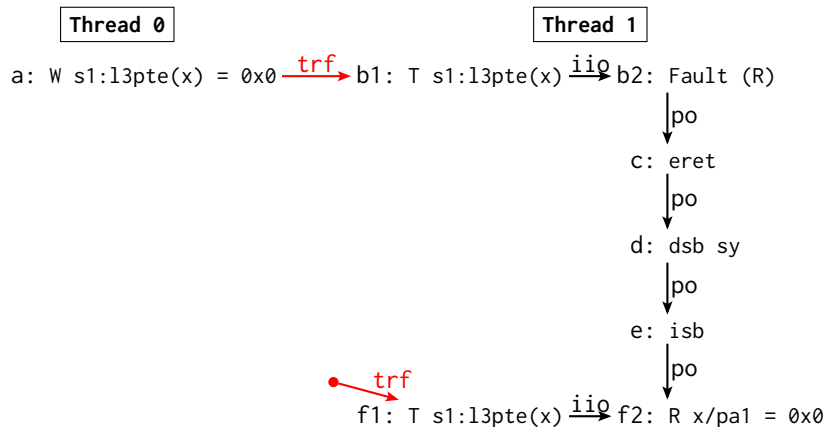 Thread 0 Thread 1
a: W s1:l3pte(x) = 0x0 trf b1: T s1:l3pte(x) iio b2: Fault (R)
po
c: eret
po
d: dsb sy
po
e: isb
po
trf
f1: T s1:l3pte(x) iio f2: R x/pa1 = 0x0